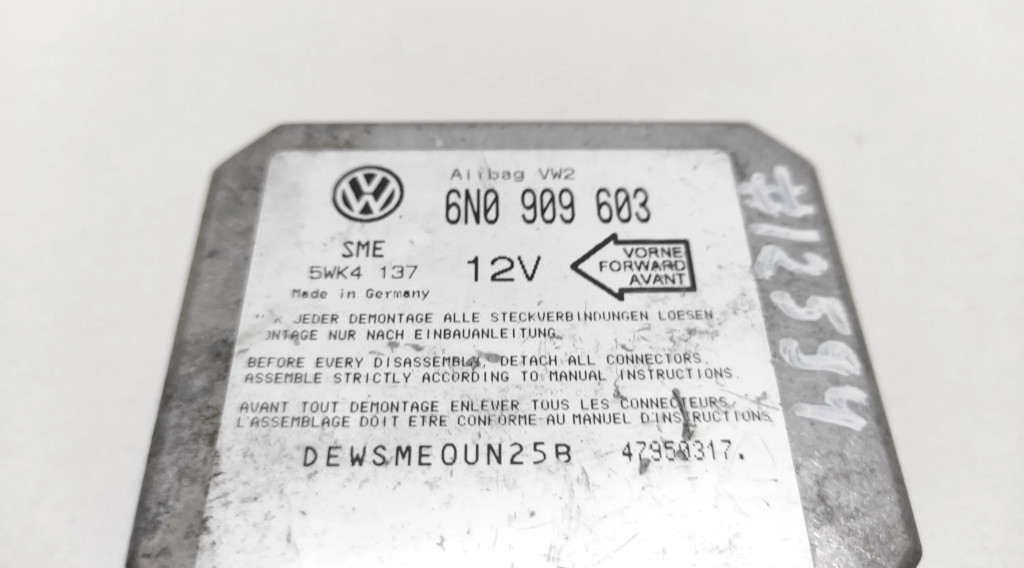 Airbag VW2
6N0 909 603
SME
5WK4 137
12V
VORNE
FORWARD
AVANT
Made in Germany
JEDER DEMONTAGE ALLE STECKVERBINDUNGEN LOESEN.
NUR NACH EINBAUANLEITUNG.
BEFORE EVERY DISASSEMBLY, DETACH ALL CONNECTORS.
ASSEMBLE STRICTLY ACCORDING TO MANUAL INSTRUCTIONS.
AVANT TOUT DEMONTAGE ENLEVER TOUS LES CONNECTEURS.
L'ASSEMBLAGE DOIT ETRE CONFORME AU MANUEL D'INSTRUCTIONS
DEWSME0UN25B 47950317.
#12594